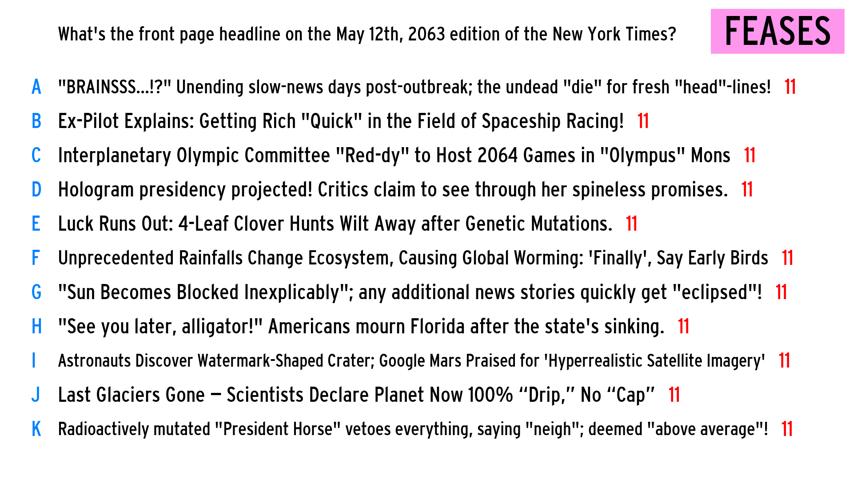 What's the front page headline on the May 12th, 2063 edition of the New York Times?
FEASES
A "BRAINSSS...!?" Unending slow-news days post-outbreak; the undead "die" for fresh "head"-lines! 11
B Ex-Pilot Explains: Getting Rich "Quick" in the Field of Spaceship Racing! 11
C Interplanetary Olympic Committee "Red-dy" to Host 2064 Games in "Olympus" Mons 11
D Hologram presidency projected! Critics claim to see through her spineless promises. 11
E Luck Runs Out: 4-Leaf Clover Hunts Wilt Away after Genetic Mutations. 11
F Unprecedented Rainfalls Change Ecosystem, Causing Global Worming: 'Finally', Say Early Birds 11
G "Sun Becomes Blocked Inexplicably"; any additional news stories quickly get "eclipsed"! 11
H "See you later, alligator!" Americans mourn Florida after the state's sinking. 11
I Astronauts Discover Watermark-Shaped Crater; Google Mars Praised for 'Hyperrealistic Satellite Imagery' 11
J Last Glaciers Gone – Scientists Declare Planet Now 100% “Drip,” No “Cap” 11
K Radioactively mutated "President Horse" vetoes everything, saying "neigh"; deemed "above average"! 11